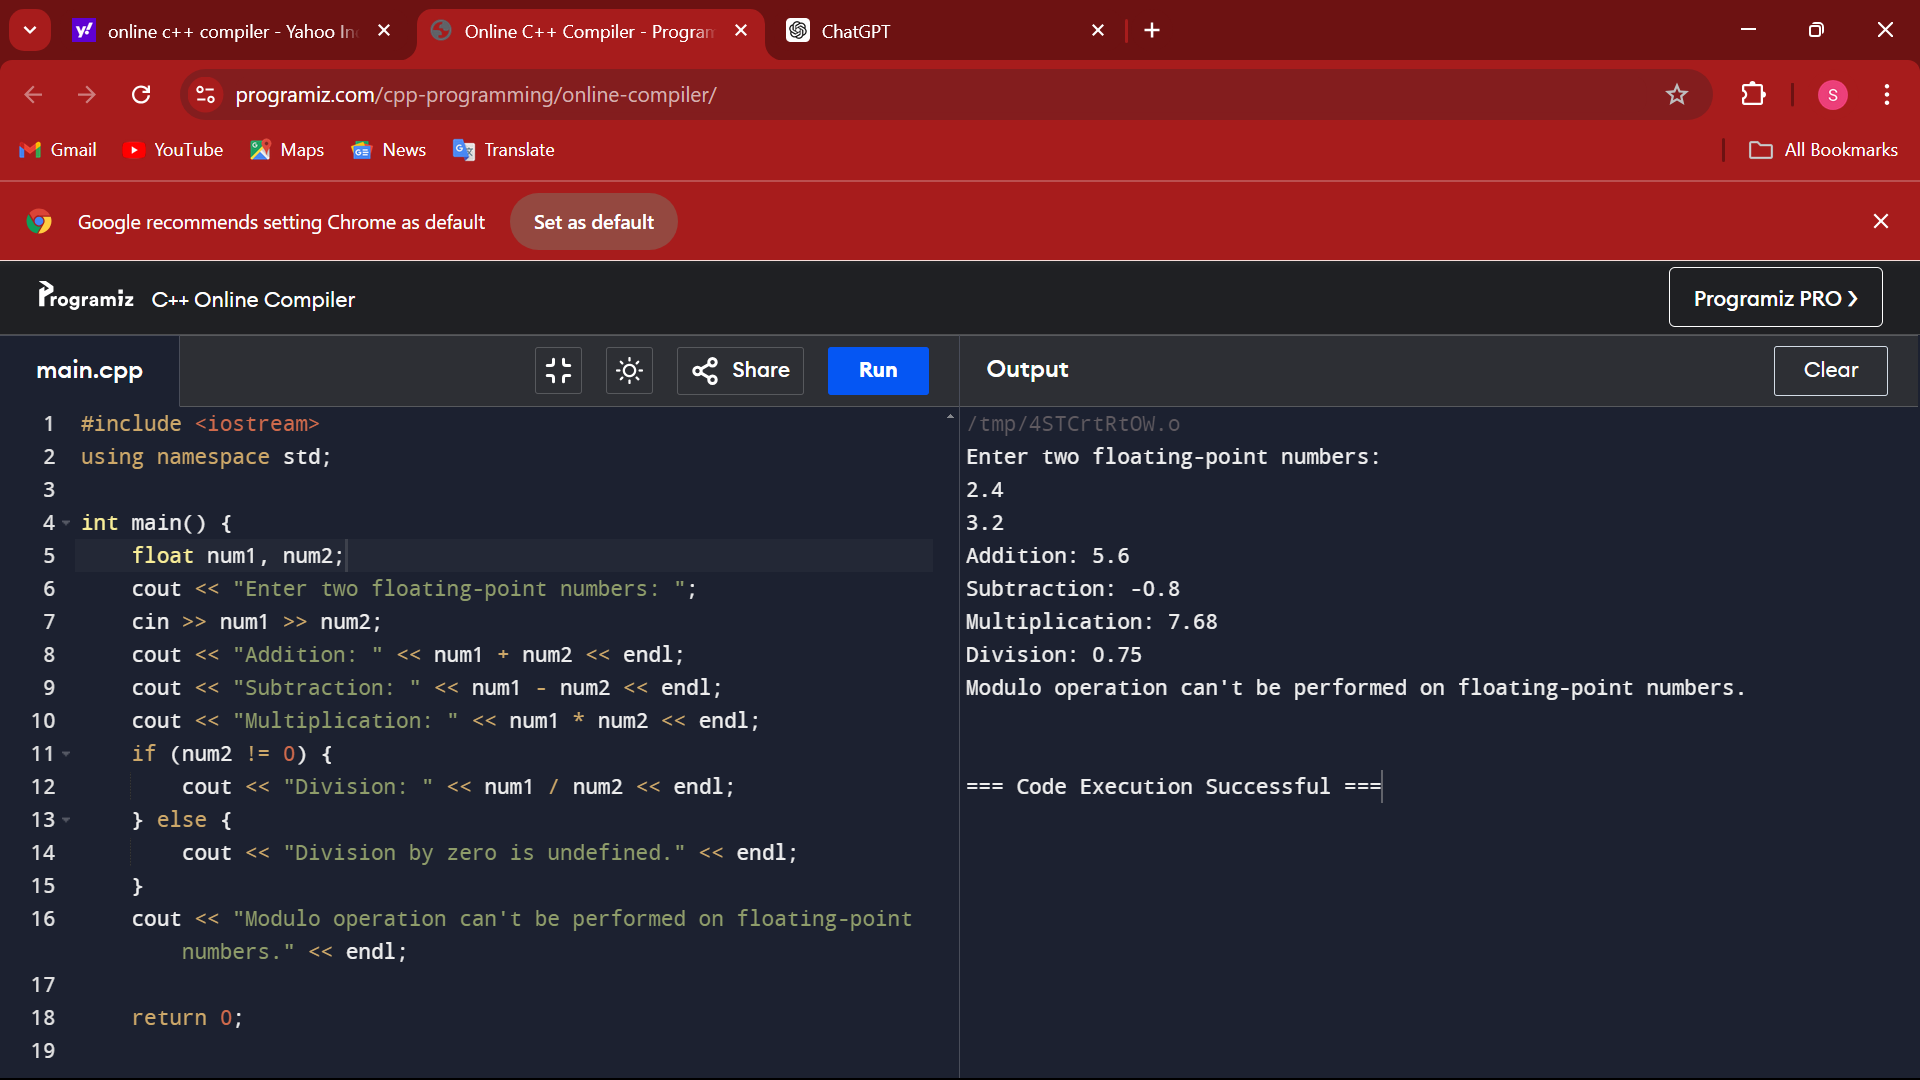 online c++ compiler - Yahoo In
Online C++ Compiler - Program
ChatGPT
programiz.com/cpp-programming/online-compiler/
S
Gmail
YouTube
Maps
News
Translate
All Bookmarks
Google recommends setting Chrome as default
Set as default
Programiz
C++ Online Compiler
Programiz PRO ❯
main.cpp
Share
Run
Output
Clear
1 #include <iostream>
2 using namespace std;
3
4 int main() {
5     float num1, num2;
6     cout << "Enter two floating-point numbers: ";
7     cin >> num1 >> num2;
8     cout << "Addition: " << num1 + num2 << endl;
9     cout << "Subtraction: " << num1 - num2 << endl;
10     cout << "Multiplication: " << num1 * num2 << endl;
11     if (num2 != 0) {
12         cout << "Division: " << num1 / num2 << endl;
13     } else {
14         cout << "Division by zero is undefined." << endl;
15     }
16     cout << "Modulo operation can't be performed on floating-point
numbers." << endl;
17
18     return 0;
19
/tmp/4STCrtRtOW.o
Enter two floating-point numbers:
2.4
3.2
Addition: 5.6
Subtraction: -0.8
Multiplication: 7.68
Division: 0.75
Modulo operation can't be performed on floating-point numbers.
=== Code Execution Successful ===